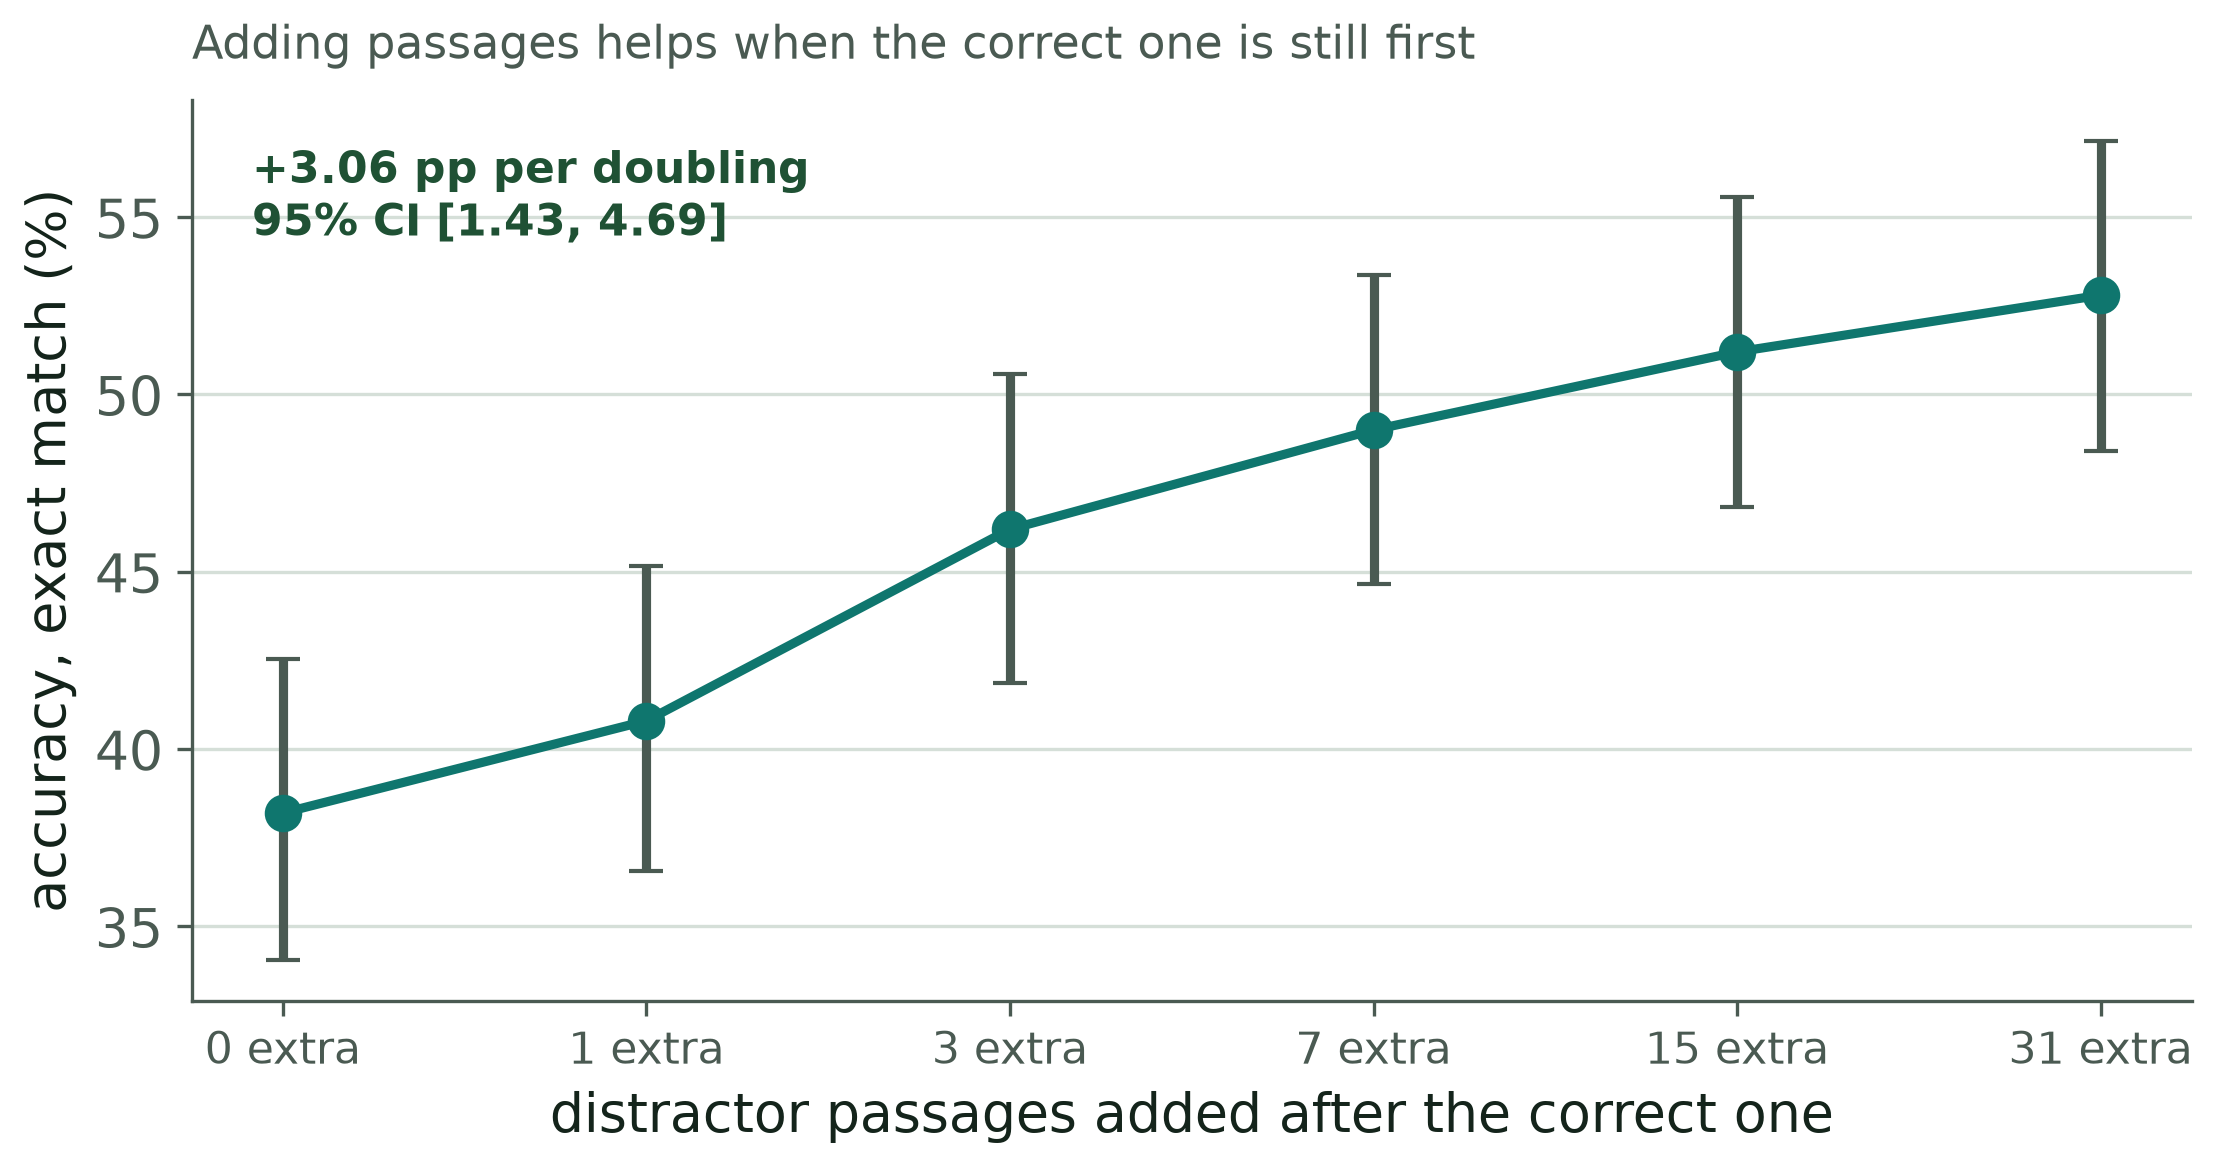 Adding passages helps when the correct one is still first
+3.06 pp per doubling
95% CI [1.43, 4.69]
accuracy, exact match (%)
55
50
45
40
35
0 extra
1 extra
3 extra
7 extra
15 extra
31 extra
distractor passages added after the correct one